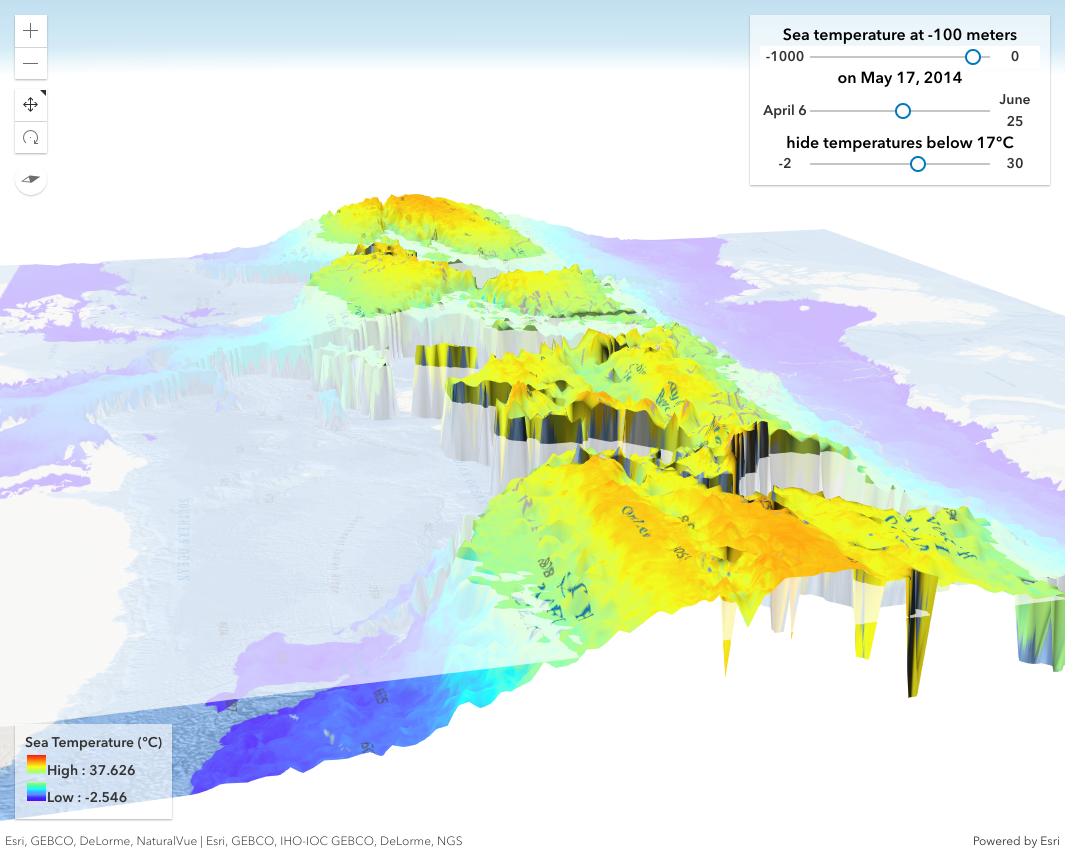 Sea temperature at -100 meters
-1000
0
on May 17, 2014
April 6
June
25
hide temperatures below 17°C
-2
30
Sea Temperature (°C)
High : 37.626
Low : -2.546
Esri, GEBCO, DeLorme, NaturalVue | Esri, GEBCO, IHO-IOC GEBCO, DeLorme, NGS
Powered by Esri